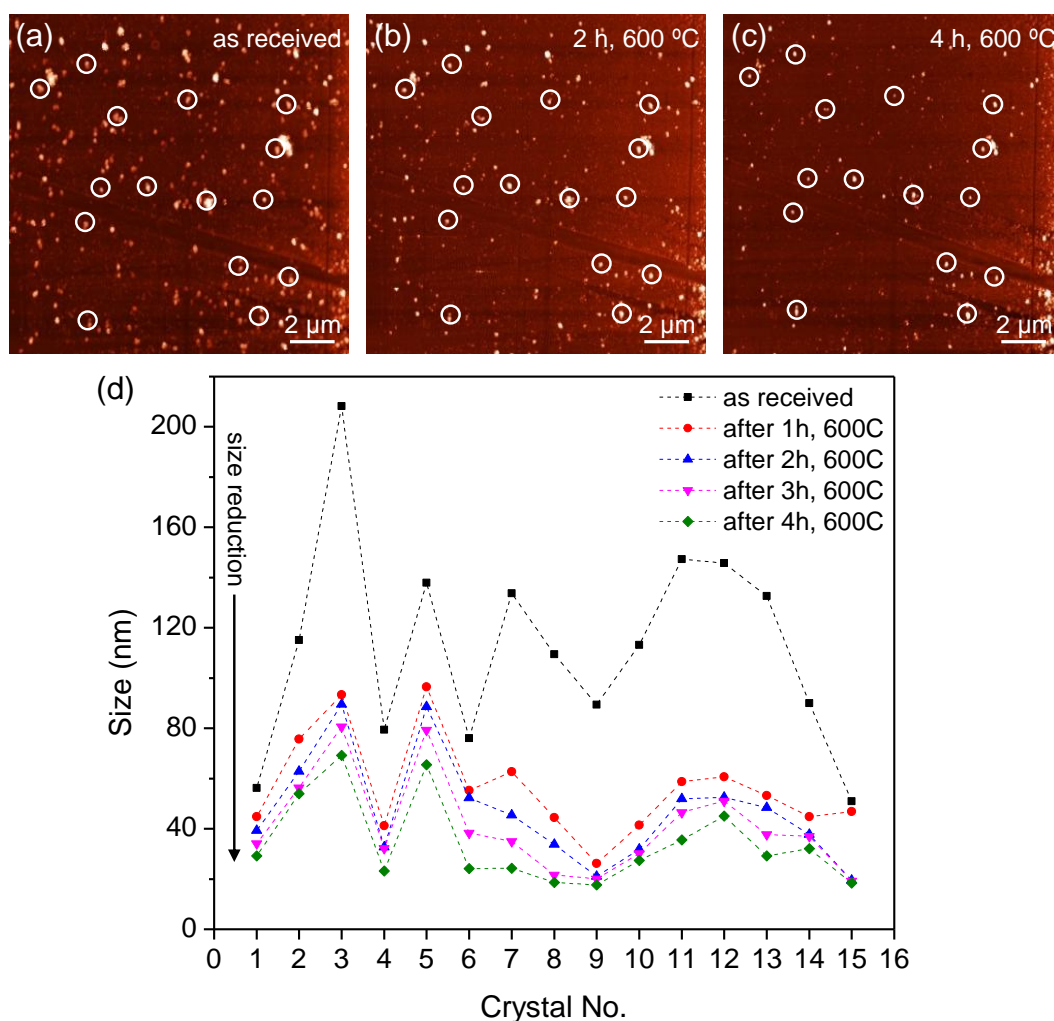 (a) as received
(b) 2 h, 600 ºC
(c) 4 h, 600 ºC
2 µm
2 µm
2 µm
(d)
as received
after 1h, 600C
after 2h, 600C
after 3h, 600C
after 4h, 600C
size reduction
Size (nm)
200
160
120
80
40
0
0 1 2 3 4 5 6 7 8 9 10 11 12 13 14 15 16
Crystal No.